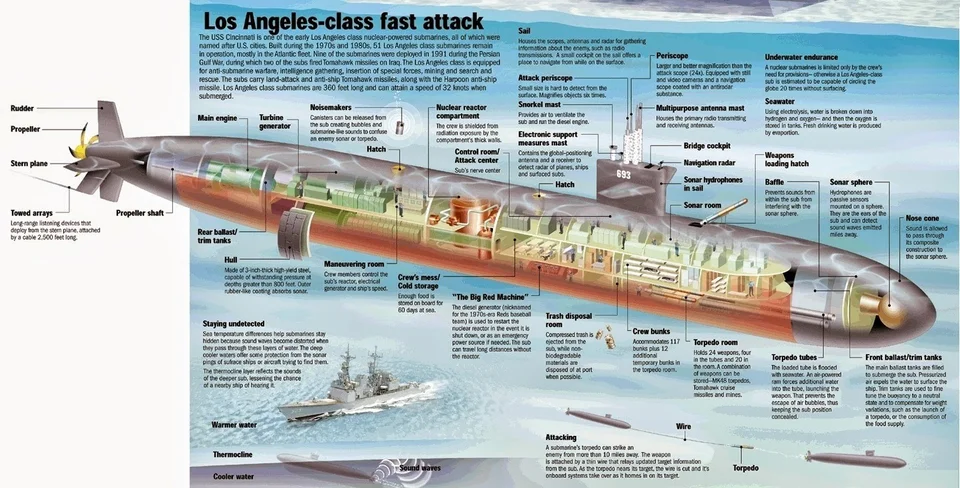 Los Angeles-class fast attack
The USS Cincinnati is one of the early Los Angeles class nuclear-powered submarines, all of which were
named after U.S. cities. Built during the 1970s and 1980s, 51 Los Angeles class submarines remain
in operation, mostly in the Atlantic Fleet. Nine of the submarines were deployed in 1991 during the Persian
Gulf War, during which two of the subs fired Tomahawk missiles on Iraq. The Los Angeles class is equipped
for anti-submarine warfare, intelligence gathering, insertion of special forces, mining and search and
rescue. The subs carry land-attack and anti-ship Tomahawk missiles, along with the Harpoon anti-ship
missile. Los Angeles class submarines are 360 feet long and can attain a speed of 32 knots when
submerged.
Sail
Houses the scopes, antennas and radar for gathering
information about the enemy, such as radio
transmissions. A small cockpit on the sail offers a
place to navigate from while on the surface.
Attack periscope
Small size is hard to detect from the
surface. Magnifies objects six times.
Snorkel mast
Provides air to ventilate the
sub and run the diesel engine.
Electronic support
measures mast
Contains the global-positioning
antenna and a receiver to
detect radar of planes, ships
and surfaced subs.
Hatch
Periscope
Larger and better magnification than the
attack scope (24x). Equipped with still
and video cameras and a navigation
scope coated with an antiradar
substance.
Multipurpose antenna mast
Houses the primary radio transmitting
and receiving antennas.
Bridge cockpit
Navigation radar
Sonar hydrophones
in sail
Sonar room
693
Underwater endurance
A nuclear submarine is limited only by the crew's
need for provisions– otherwise a Los Angeles-class
sub is estimated to be capable of circling the
globe 20 times without surfacing.
Seawater
Using electrolysis, water is broken down into
hydrogen and oxygen– and then the oxygen is
stored in tanks. Fresh drinking water is produced
by evaportion.
Weapons
loading hatch
Baffle
Prevents sounds from
within the sub from
interfering with the
sonar sphere.
Sonar sphere
Hydrophones are
passive sensors
mounted on a sphere.
They are the ears of the
sub and can detect
sound waves emitted
miles away.
Nose cone
Sound is allowed
to pass through
its composite
construction to
the sonar sphere.
Rudder
Propeller
Stern plane
Towed arrays
Long-range listening devices that
deploy from the stern plane, attached
by a cable 2,500 feet long.
Propeller shaft
Main engine
Turbine
generator
Noisemakers
Canisters can be released from
the sub creating bubbles and
submarine-like sounds to confuse
an enemy sonar or torpedo.
Hatch
Nuclear reactor
compartment
The crew is shielded from
radiation exposure by the
compartment's thick walls.
Control room/
Attack center
Sub's nerve center
Rear ballast/
trim tanks
Hull
Made of 3-inch-thick high-yield steel,
capable of withstanding pressure at
depths greater than 800 feet. Outer
rubber-like coating absorbs sonar.
Maneuvering room
Crew members control the
sub's reactor, electrical
generator and ship's speed.
Crew's mess/
Cold storage
Enough food is
stored on board for
60 days at sea.
"The Big Red Machine"
The diesel generator (nicknamed
for the 1970s-era Reds baseball
team) is used to restart the
nuclear reactor in the event it is
shut down, or as an emergency
power source if needed. The sub
can travel long distances without
the reactor.
Trash disposal
room
Compressed trash is
ejected from the
sub, while non-
biodegradable
materials are
disposed of at port
when possible.
Crew bunks
Accommodates 117
bunks plus 12
additional
temporary bunks in
the torpedo room.
Torpedo room
Holds 24 weapons, four
in the tubes and 20 in
the room. A combination
of weapons can be
stored–MK48 torpedos,
Tomahawk cruise
missiles and mines.
Torpedo tubes
The loaded tube is flooded
with seawater. An air-powered
ram forces additional water
into the tube, launching the
weapon. That prevents the
escape of air bubbles, thus
keeping the sub position
concealed.
Front ballast/trim tanks
The main ballast tanks are filled
to submerge the sub. Pressurized
air expels the water to surface the
ship. Trim tanks are used to fine
tune the buoyancy to a neutral
state and to compensate for weight
variations, such as the launch of
a torpedo, or the consumption of
the food supply.
Staying undetected
Sea temperature differences help submarines stay
hidden because sound waves become distorted when
they pass through these layers of water. The deep
cooler waters offer some protection from the sonar
pings of surface ships or aircraft trying to find them.
The thermocline layer reflects the sounds
of the deeper sub, lessening the chance
of a nearby ship of hearing it.
Warmer water
Thermocline
Cooler water
Sound waves
Attacking
A submarine's torpedo can strike an
enemy from more than 10 miles away. The weapon
is attached by a thin wire that relays updated target information
from the sub. As the torpedo nears its target, the wire is cut and it's
onboard systems take over as it homes in on its target.
Wire
Torpedo